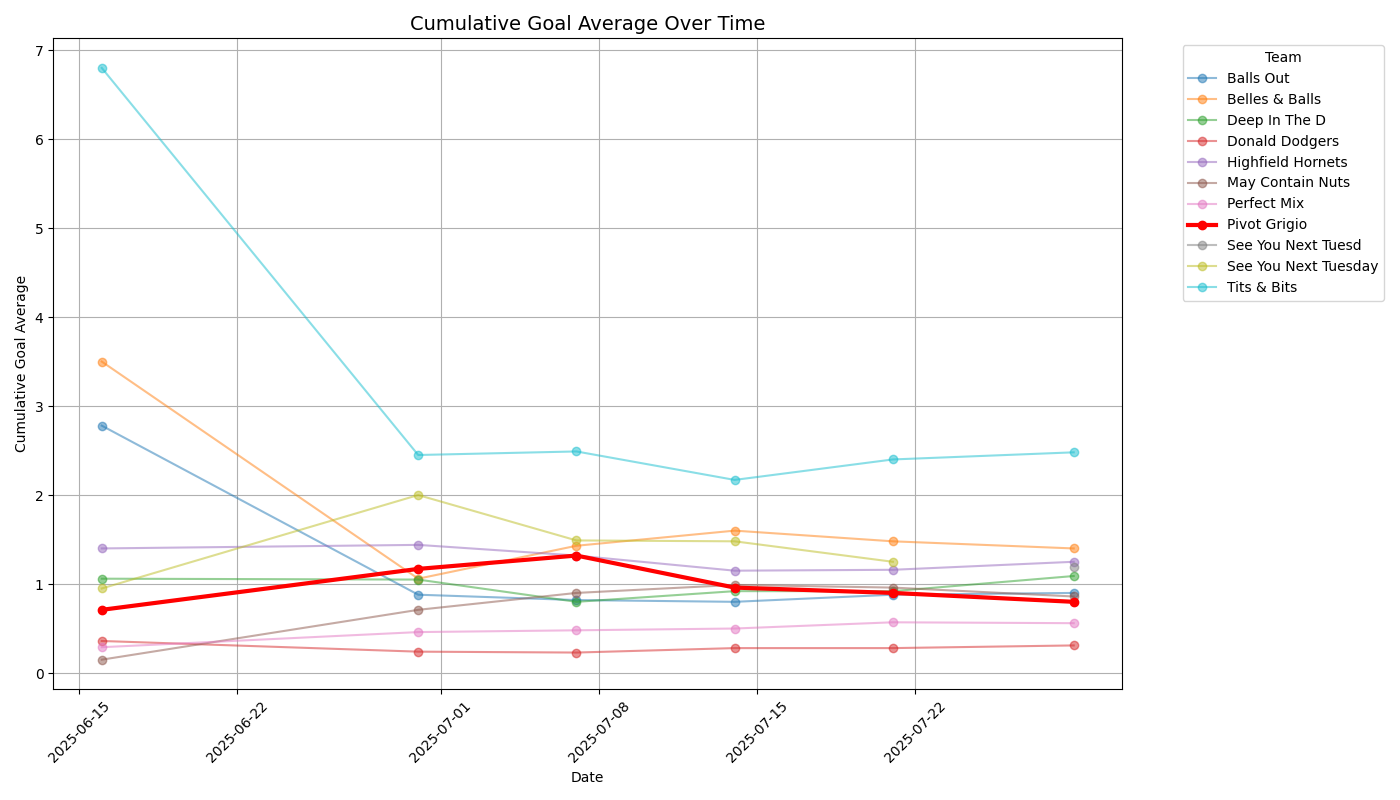 Cumulative Goal Average Over Time
Team
Balls Out
Belles & Balls
Deep In The D
Donald Dodgers
Highfield Hornets
May Contain Nuts
Perfect Mix
Pivot Grigio
See You Next Tuesd
See You Next Tuesday
Tits & Bits
Cumulative Goal Average
7
6
5
4
3
2
1
0
2025-06-15
2025-06-22
2025-07-01
2025-07-08
2025-07-15
2025-07-22
Date